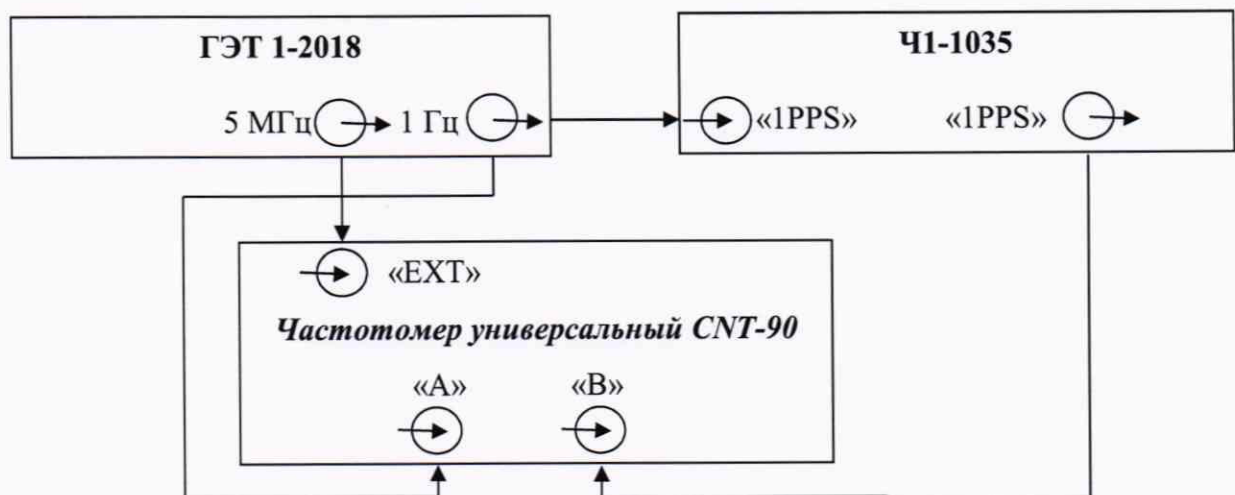 ГЭТ 1-2018
Ч1-1035
5 МГц 1 Гц
«1PPS» «1PPS»
«EXT»
Частотомер универсальный CNT-90
«A» «B»